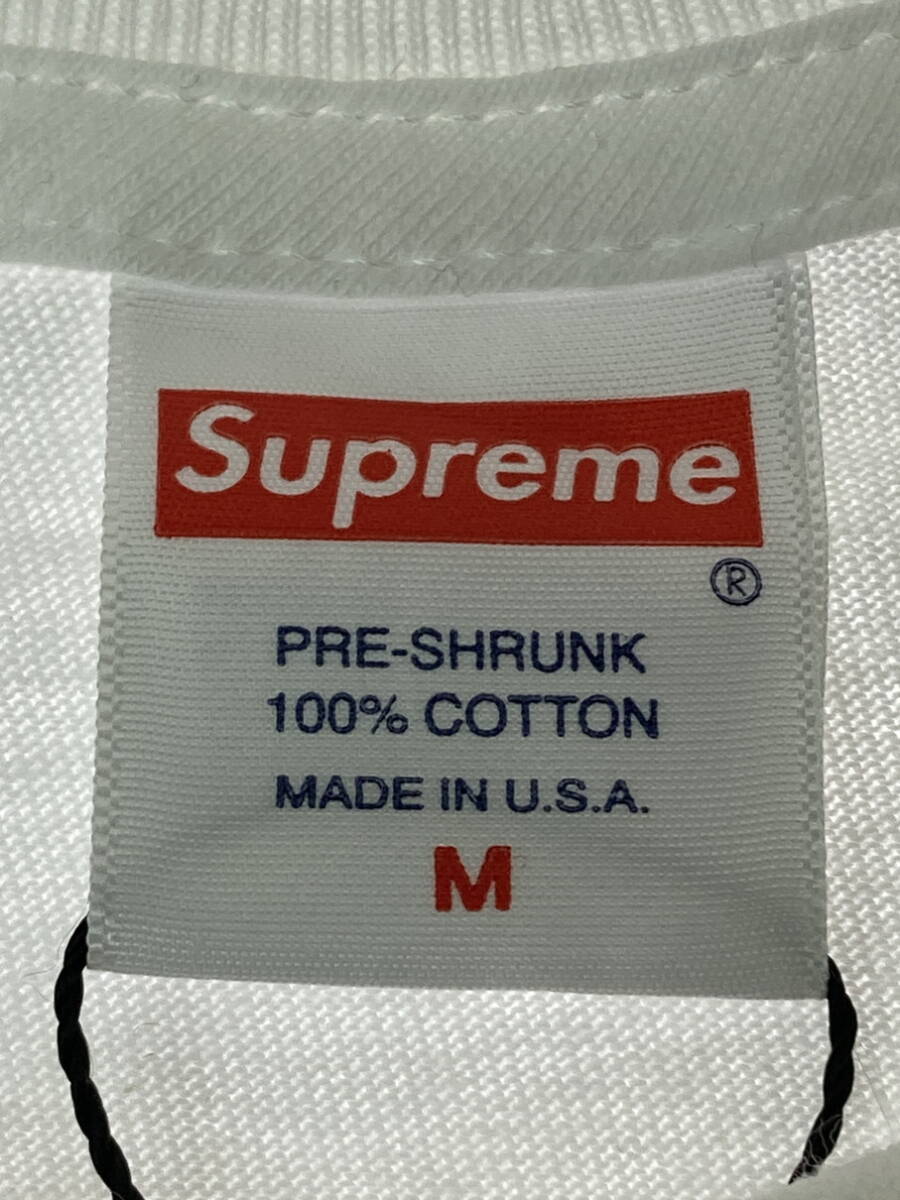 Supreme
®
PRE-SHRUNK
100% COTTON
MADE IN U.S.A.
M